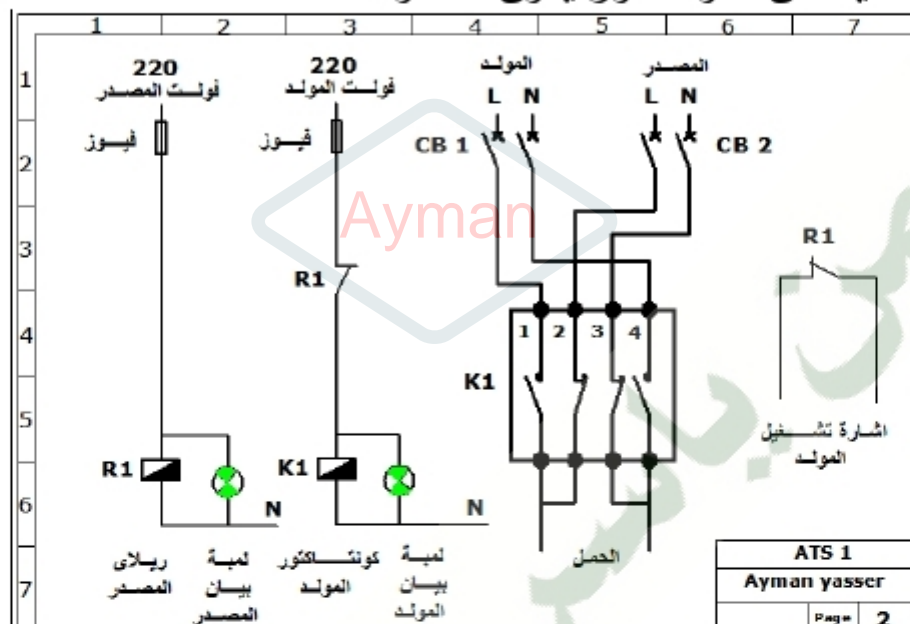 1 2 3 4 5 6 7
1
2
3
4
5
6
7
220
فولت المصدر
220
فولت المولد
المولد
المصدر
L N
L N
فيوز
فيوز
CB 1
CB 2
Ayman
R1
R1
1 2 3 4
K1
اشارة تشغيل
المولد
R1
K1
N
N
ريلاى
المصدر
لمبة
بيان
المصدر
كونتاكتور
المولد
لمبة
بيان
المولد
الحمل
ATS 1
Ayman yasser
Page 2